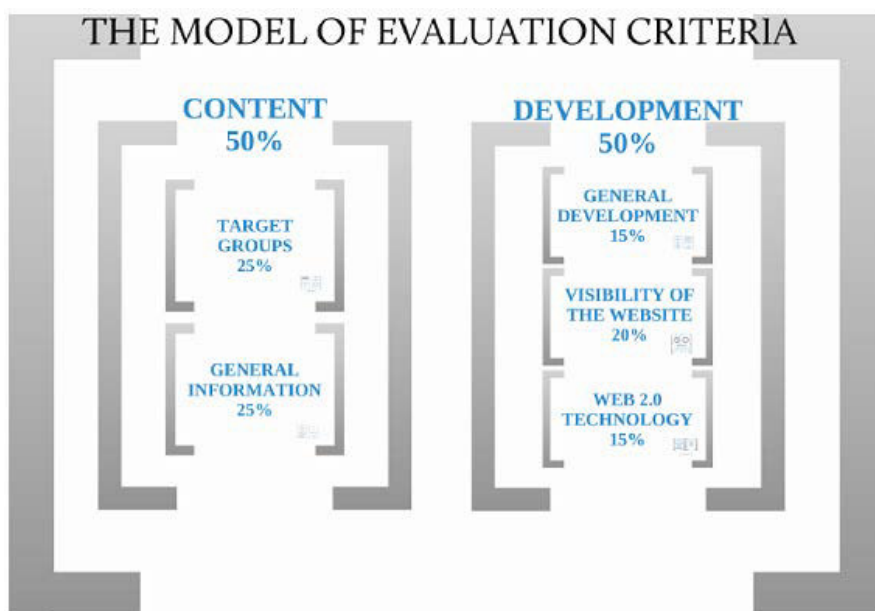 THE MODEL OF EVALUATION CRITERIA
CONTENT
50%
TARGET
GROUPS
25%
GENERAL
INFORMATION
25%
DEVELOPMENT
50%
GENERAL
DEVELOPMENT
15%
VISIBILITY OF
THE WEBSITE
20%
WEB 2.0
TECHNOLOGY
15%